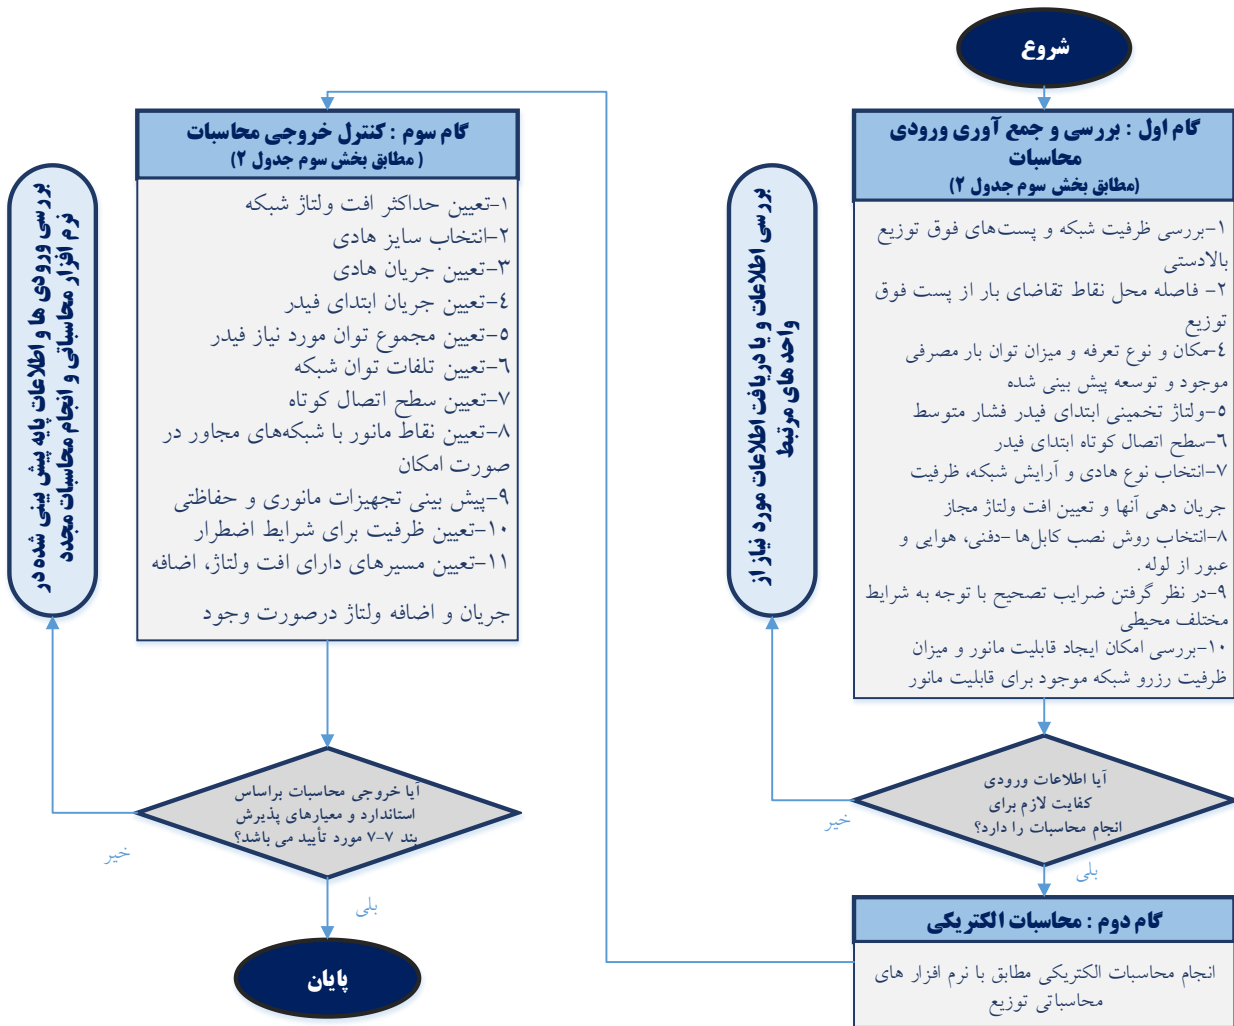 شروع
گام اول : بررسی و جمع آوری ورودی
محاسبات
(مطابق بخش سوم جدول ۲)
۱-بررسی ظرفیت شبکه و پست‌های فوق توزیع
بالادستی
۲- فاصله محل نقاط تقاضای بار از پست فوق
توزیع
٤-مکان و نوع تعرفه و میزان توان بار مصرفی
موجود و توسعه پیش بینی شده
٥-ولتاژ تخمینی ابتدای فیدر فشار متوسط
٦-سطح اتصال کوتاه ابتدای فیدر
۷-انتخاب نوع هادی و آرایش شبکه، ظرفیت
جریان دهی آنها و تعیین افت ولتاژ مجاز
۸-انتخاب روش نصب کابل‌ها -دفنی، هوایی و
عبور از لوله .
۹-در نظر گرفتن ضرایب تصحیح با توجه به شرایط
مختلف محیطی
۱۰-بررسی امکان ایجاد قابلیت مانور و میزان
ظرفیت رزرو شبکه موجود برای قابلیت مانور
آیا اطلاعات ورودی
کفایت لازم برای
انجام محاسبات را دارد؟
خیر
بررسی اطلاعات و یا دریافت اطلاعات مورد نیاز از
واحد های مرتبط
بلی
گام دوم : محاسبات الکتریکی
انجام محاسبات الکتریکی مطابق با نرم افزار های
محاسباتی توزیع
گام سوم : کنترل خروجی محاسبات
( مطابق بخش سوم جدول ۲)
۱-تعیین حداکثر افت ولتاژ شبکه
۲-انتخاب سایز هادی
۳-تعیین جریان هادی
٤-تعیین جریان ابتدای فیدر
٥-تعیین مجموع توان مورد نیاز فیدر
٦-تعیین تلفات توان شبکه
۷-تعیین سطح اتصال کوتاه
۸-تعیین نقاط مانور با شبکه‌های مجاور در
صورت امکان
۹-پیش بینی تجهیزات مانوری و حفاظتی
۱۰-تعیین ظرفیت برای شرایط اضطرار
۱۱-تعیین مسیرهای دارای افت ولتاژ، اضافه
جریان و اضافه ولتاژ درصورت وجود
آیا خروجی محاسبات براساس
استاندارد و معیارهای پذیرش
بند ۷-۷ مورد تأیید می باشد؟
خیر
بررسی ورودی ها و اطلاعات پایه پیش بینی شده در
نرم افزار محاسباتی و انجام محاسبات مجدد
بلی
پایان